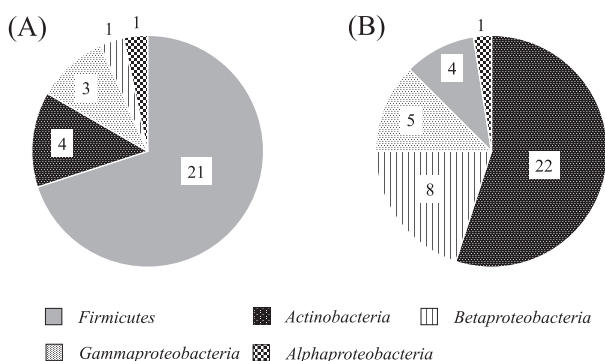 (A)
1
1
3
4
21
(B)
1
4
5
8
22
Firmicutes
Actinobacteria
Betaproteobacteria
Gammaproteobacteria
Alphaproteobacteria